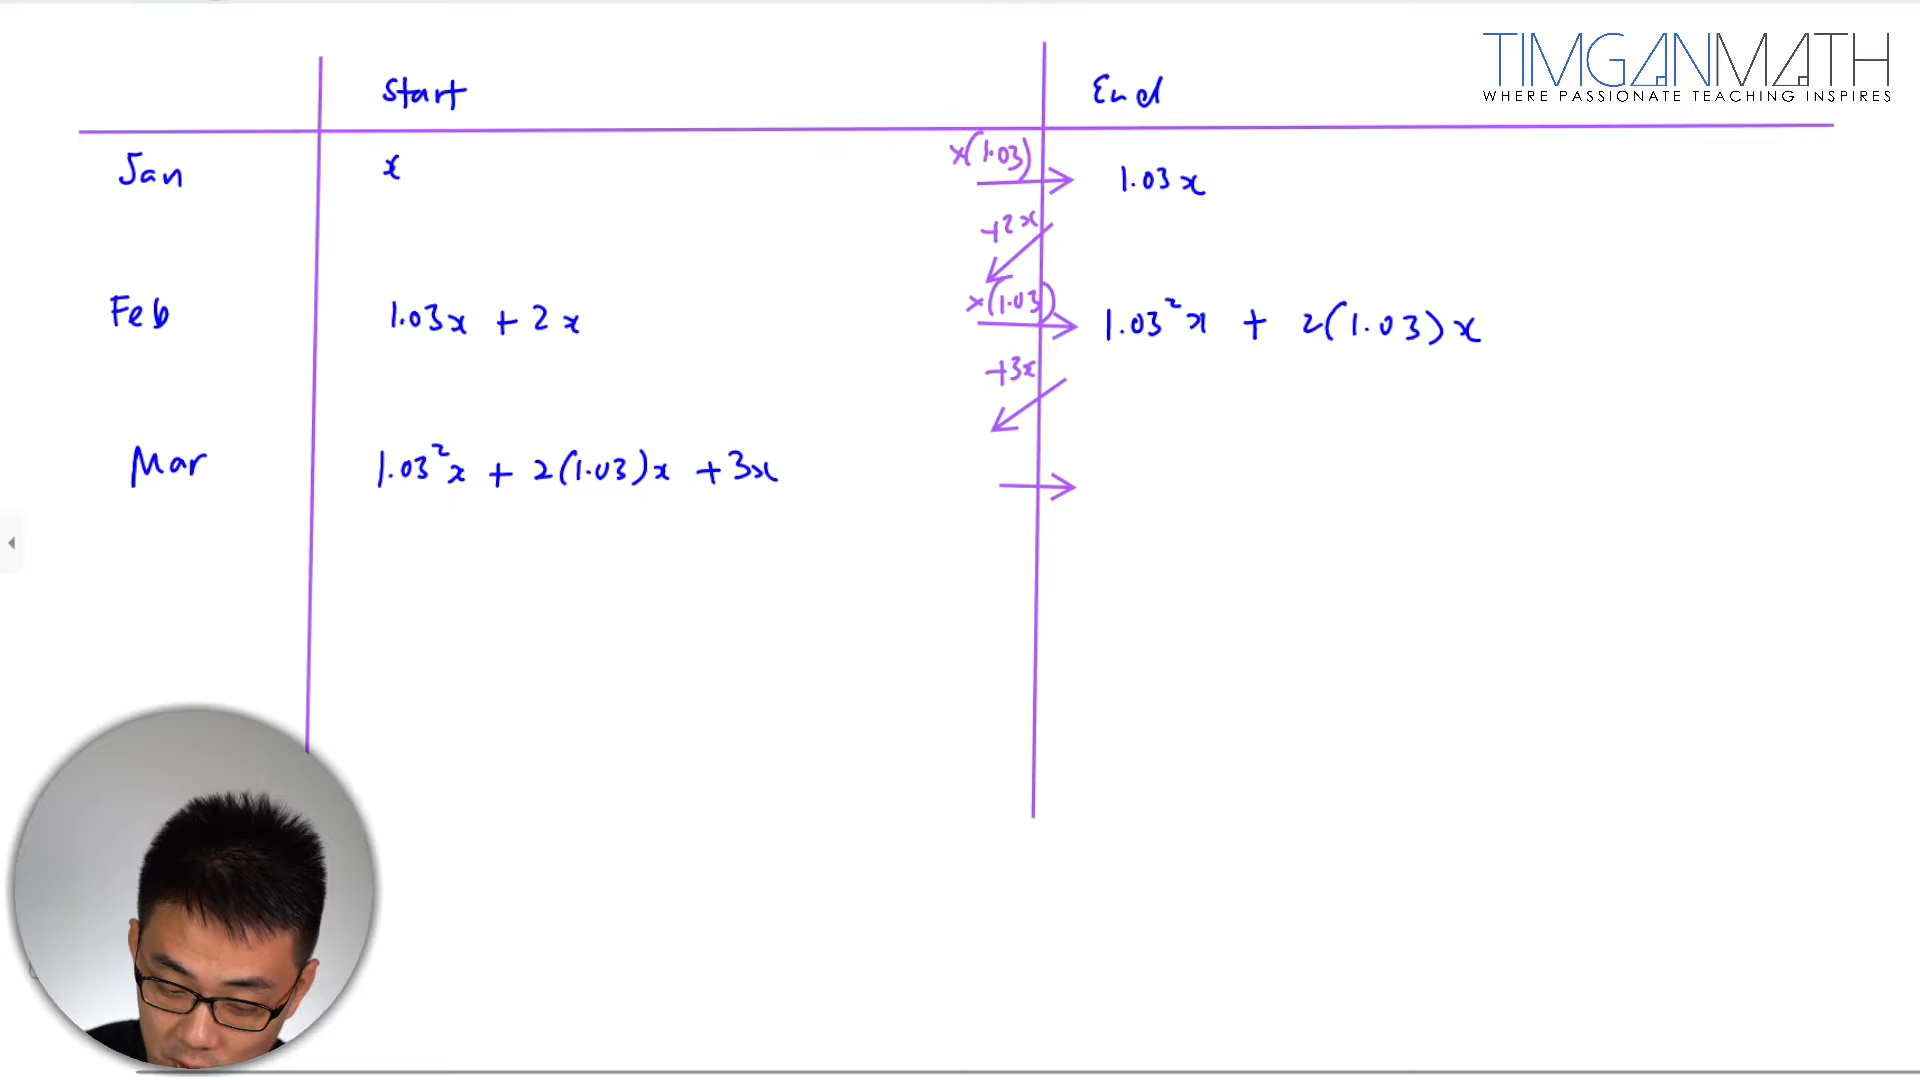 TIMGANMATH
WHERE PASSIONATE TEACHING INSPIRES
Start End
Jan x ×(1.03) 1.03x
+2x
Feb 1.03x + 2x ×(1.03) 1.03²x + 2(1.03)x
+3x
Mar 1.03²x + 2(1.03)x + 3x